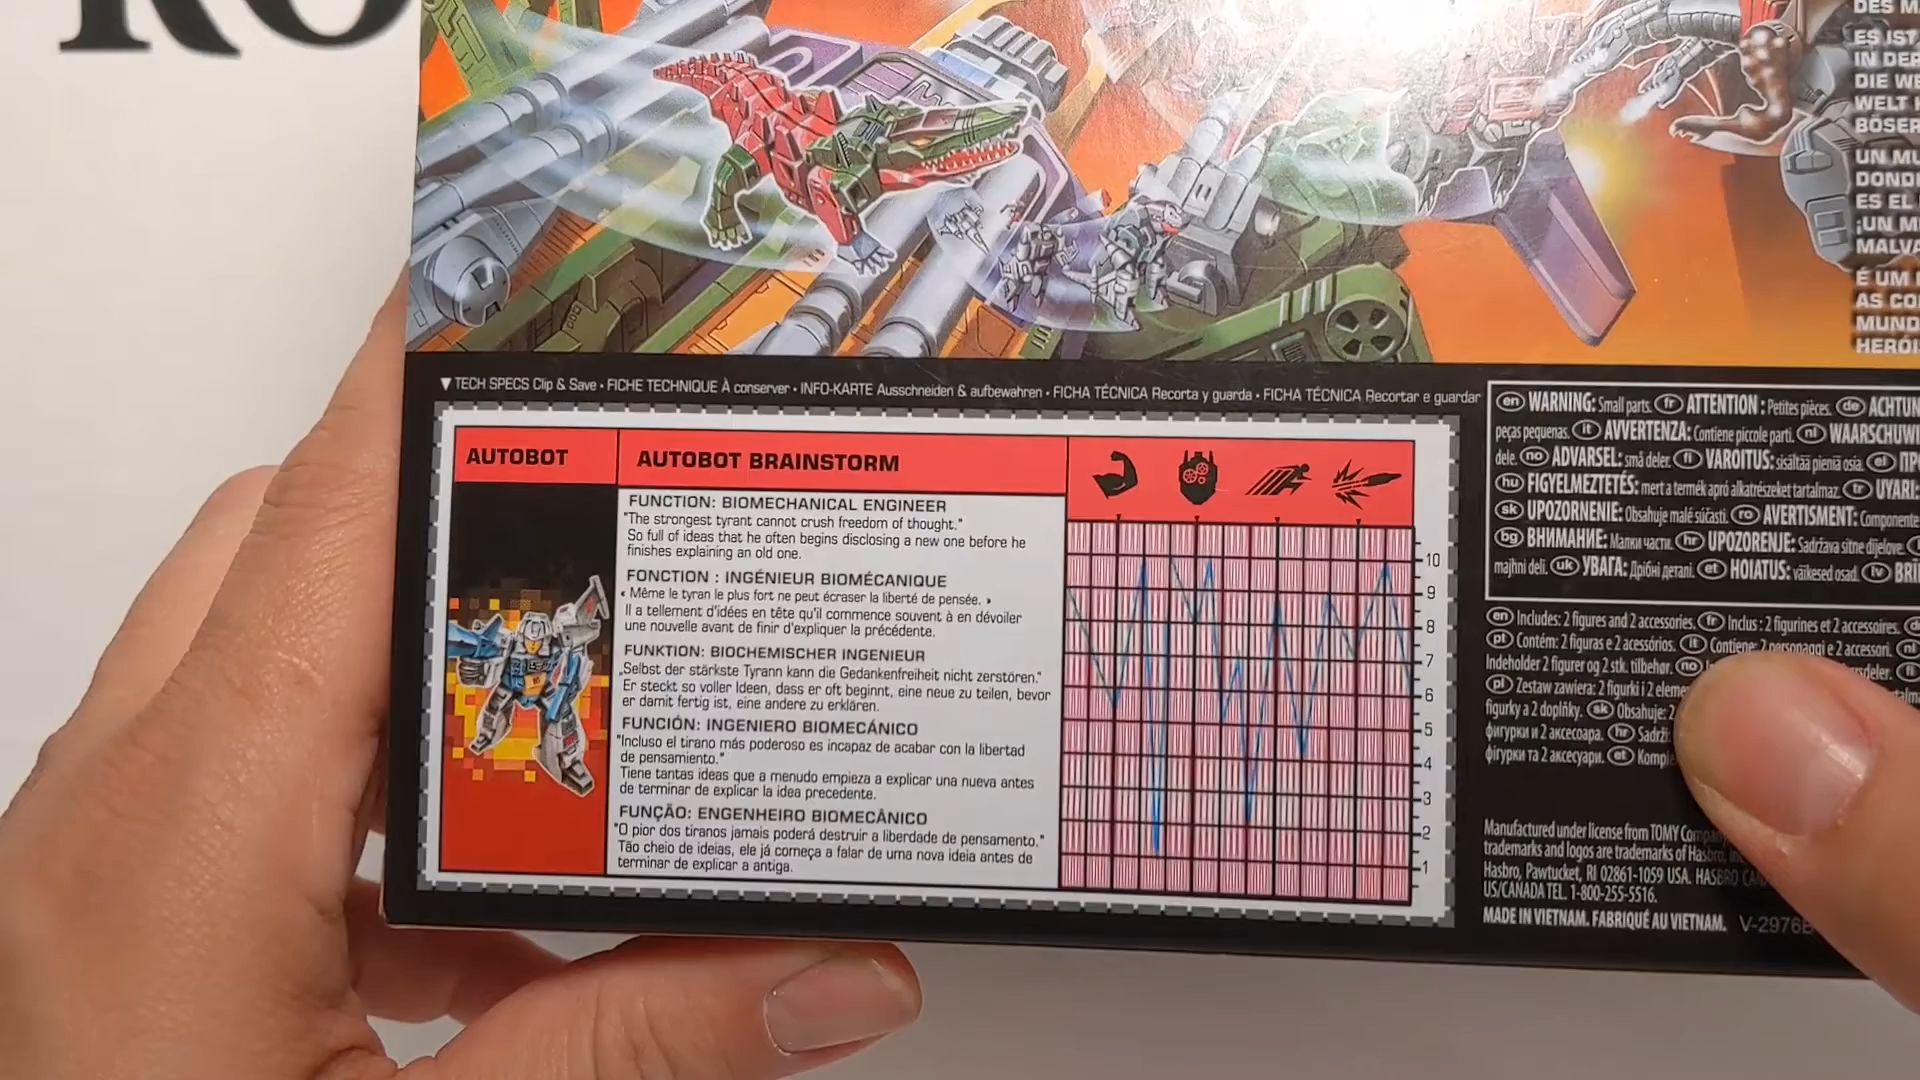 RO
DES M
ES IST
IN DER
DIE WE
WELT H
BÖSER
UN MU
DONDE
ES EL
¡UN M
MALVA
É UM
AS CO
MUND
HERÓI
▼ TECH SPECS Clip & Save • FICHE TECHNIQUE À conserver • INFO-KARTE Ausschneiden & aufbewahren • FICHA TÉCNICA Recorta y guarda • FICHA TÉCNICA Recortar e guardar
AUTOBOT
AUTOBOT BRAINSTORM
FUNCTION: BIOMECHANICAL ENGINEER
"The strongest tyrant cannot crush freedom of thought."
So full of ideas that he often begins disclosing a new one before he
finishes explaining an old one.
FONCTION : INGÉNIEUR BIOMÉCANIQUE
« Même le tyran le plus fort ne peut écraser la liberté de pensée. »
Il a tellement d'idées en tête qu'il commence souvent à en dévoiler
une nouvelle avant de finir d'expliquer la précédente.
FUNKTION: BIOCHEMISCHER INGENIEUR
„Selbst der stärkste Tyrann kann die Gedankenfreiheit nicht zerstören."
Er steckt so voller Ideen, dass er oft beginnt, eine neue zu teilen, bevor
er damit fertig ist, eine andere zu erklären.
FUNCIÓN: INGENIERO BIOMECÁNICO
"Incluso el tirano más poderoso es incapaz de acabar con la libertad
de pensamiento."
Tiene tantas ideas que a menudo empieza a explicar una nueva antes
de terminar de explicar la idea precedente.
FUNÇÃO: ENGENHEIRO BIOMECÂNICO
"O pior dos tiranos jamais poderá destruir a liberdade de pensamento."
Tão cheio de ideias, ele já começa a falar de uma nova ideia antes de
terminar de explicar a antiga.
10
9
8
7
6
5
4
3
2
1
en WARNING: Small parts. fr ATTENTION : Petites pièces. de ACHTUN
peças pequenas. it AVVERTENZA: Contiene piccole parti. nl WAARSCHUWI
dele. no ADVARSEL: små deler. fi VAROITUS: sisältää pieniä osia. el ΠΡ
hu FIGYELMEZTETÉS: mert a termék apró alkatrészeket tartalmaz. tr UYARI:
sk UPOZORNENIE: Obsahuje malé súčasti. ro AVERTISMENT: Componente
bg ВНИМАНИЕ: Малки части. hr UPOZORENJE: Sadržava sitne dijelove.
majhni deli. uk УВАГА: Дрібні деталі. et HOIATUS: väikesed osad. lv BRĪ
en Includes: 2 figures and 2 accessories. fr Inclus : 2 figurines et 2 accessoires.
pt Contém: 2 figuras e 2 acessórios. it Contiene: 2 personaggi e 2 accessori.
Indeholder 2 figurer og 2 stk. tilbehør. no
pl Zestaw zawiera: 2 figurki i 2 eleme
figurky a 2 doplňky. sk Obsahuje: 2
фигурки и 2 аксесоара. hr Sadrži
фігурки та 2 аксесуари. et Kompl
Manufactured under license from TOMY Company
trademarks and logos are trademarks of Hasbro, Inc
Hasbro, Pawtucket, RI 02861-1059 USA. HASBRO CAN
US/CANADA TEL. 1-800-255-5516.
MADE IN VIETNAM. FABRIQUÉ AU VIETNAM. V-2976B